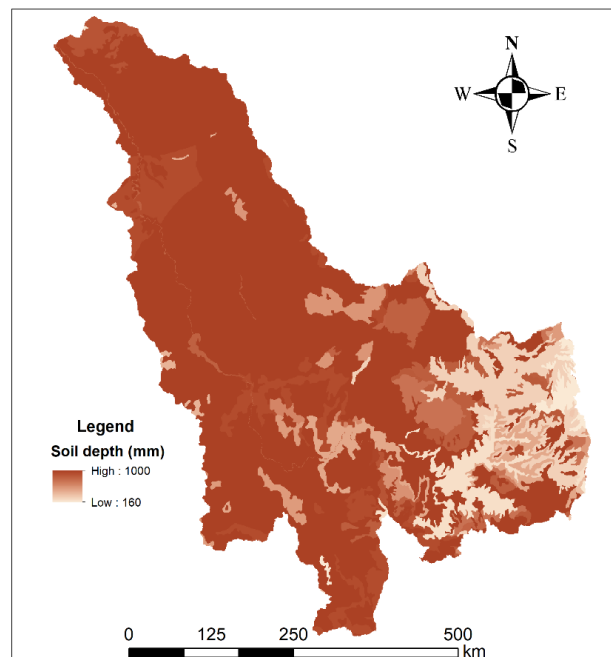 N
W E
S
Legend
Soil depth (mm)
High : 1000
Low : 160
0 125 250 500
km